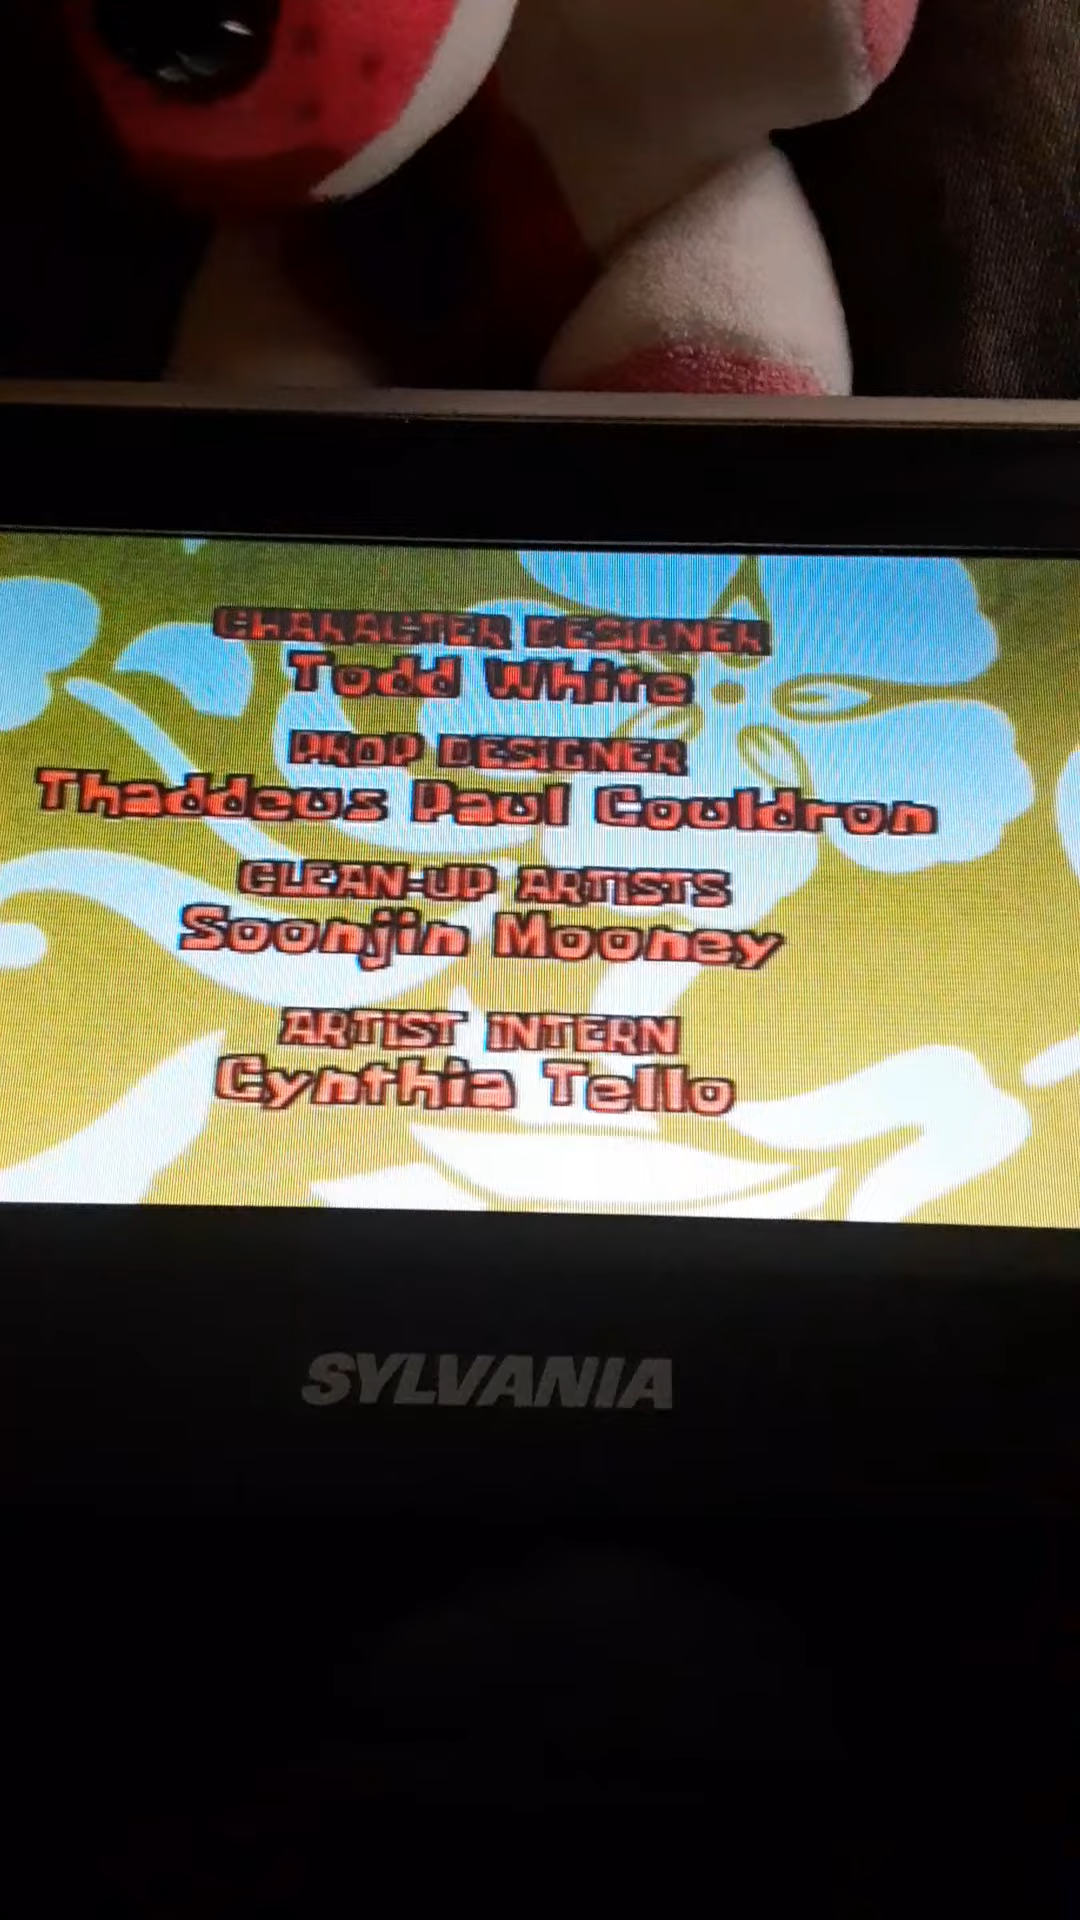 CHARACTER DESIGNER
Todd White
PROP DESIGNER
Thaddeus Paul Couldron
CLEAN-UP ARTISTS
Soonjin Mooney
ARTIST INTERN
Cynthia Tello
SYLVANIA